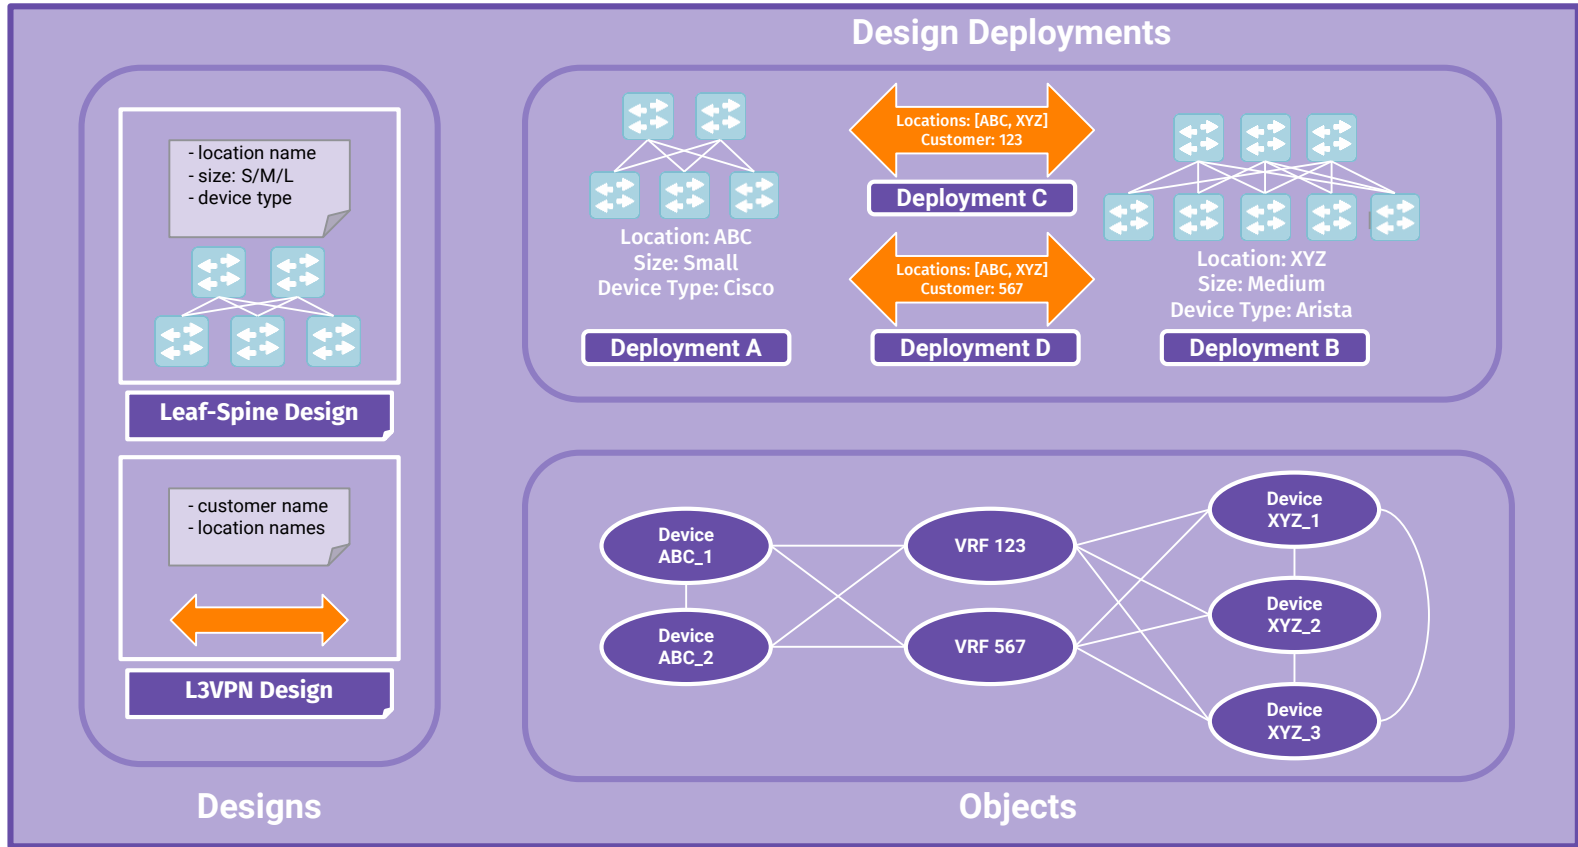 Design Deployments
- location name
- size: S/M/L
- device type
Leaf-Spine Design
- customer name
- location names
L3VPN Design
Designs
Location: ABC
Size: Small
Device Type: Cisco
Deployment A
Locations: [ABC, XYZ]
Customer: 123
Deployment C
Locations: [ABC, XYZ]
Customer: 567
Deployment D
Location: XYZ
Size: Medium
Device Type: Arista
Deployment B
Device
ABC_1
Device
ABC_2
VRF 123
VRF 567
Device
XYZ_1
Device
XYZ_2
Device
XYZ_3
Objects